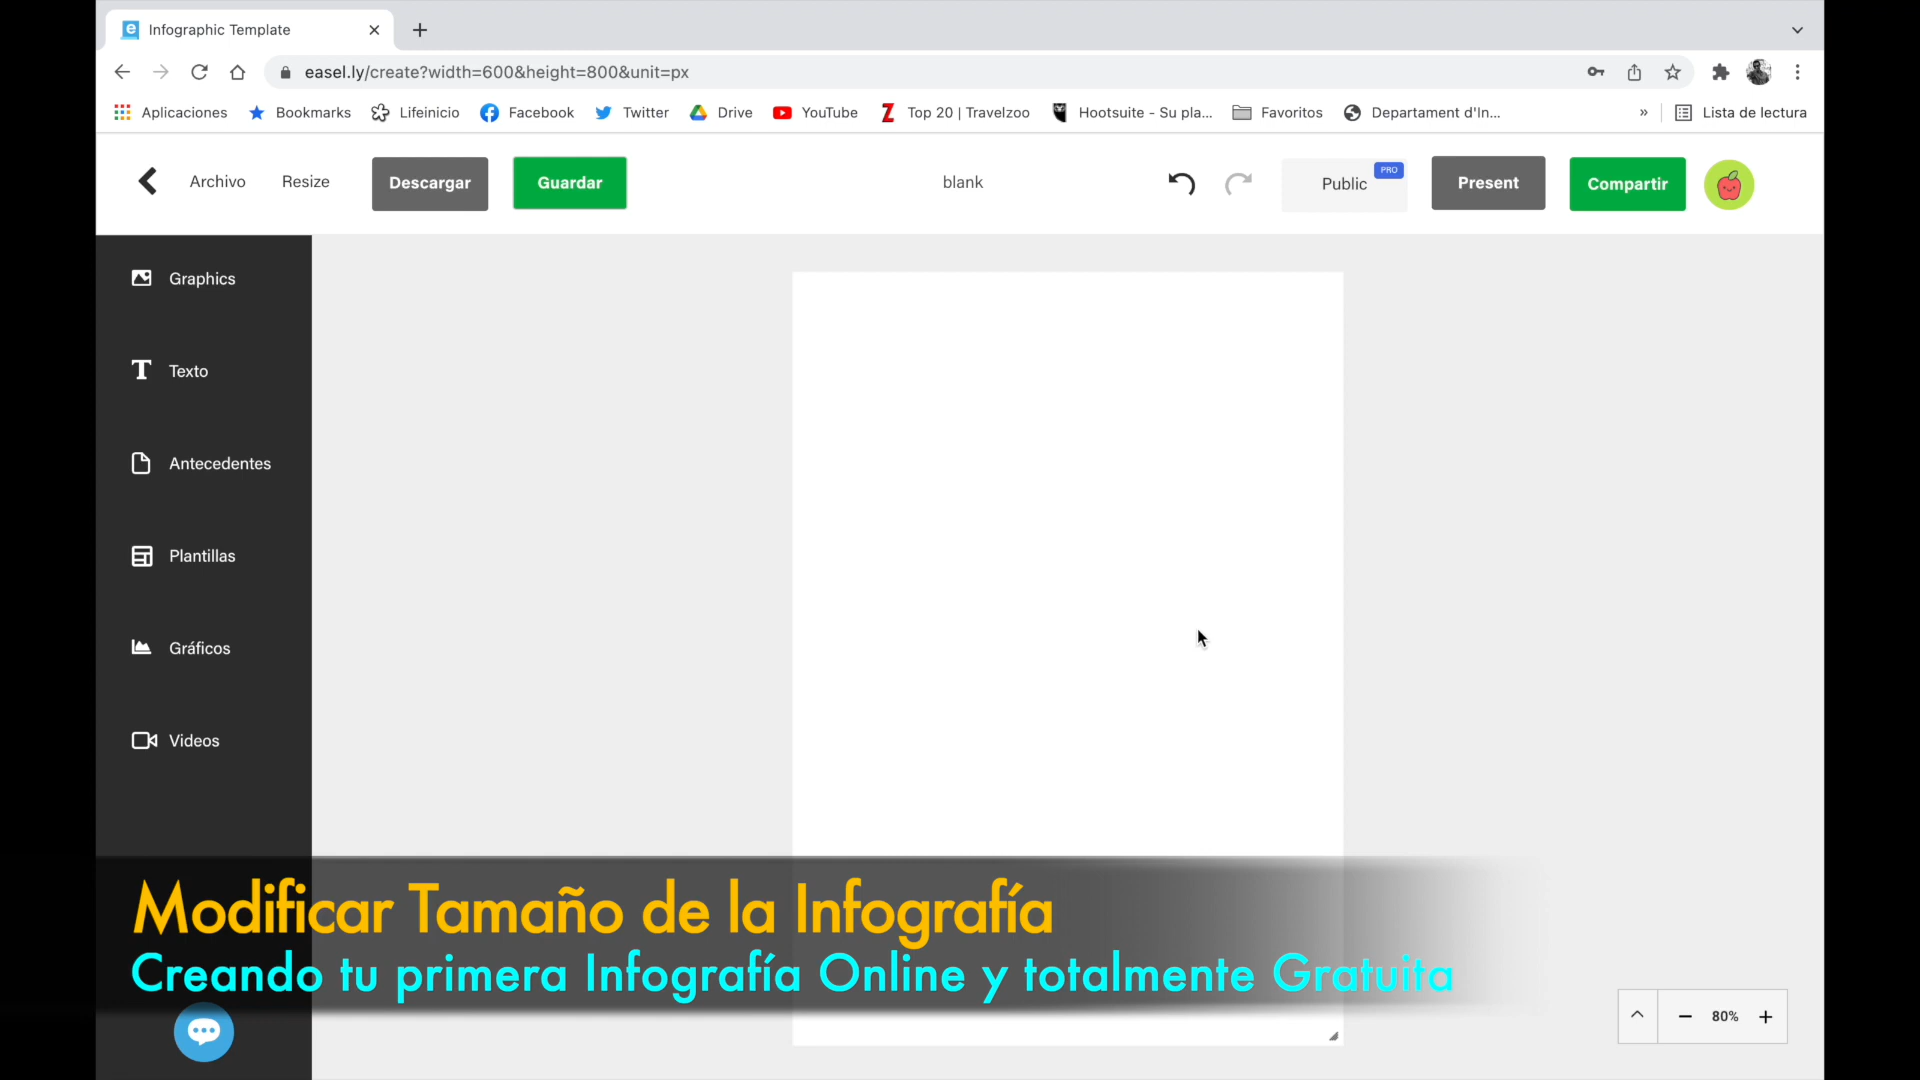 Infographic Template
easel.ly/create?width=600&height=800&unit=px
Aplicaciones Bookmarks Lifeinicio Facebook Twitter Drive YouTube Top 20 | Travelzoo Hootsuite - Su pla... Favoritos Departament d'In... » Lista de lectura
Archivo Resize Descargar Guardar blank Public PRO Present Compartir
Graphics
Texto
Antecedentes
Plantillas
Gráficos
Videos
Modificar Tamaño de la Infografía
Creando tu primera Infografía Online y totalmente Gratuita
80%